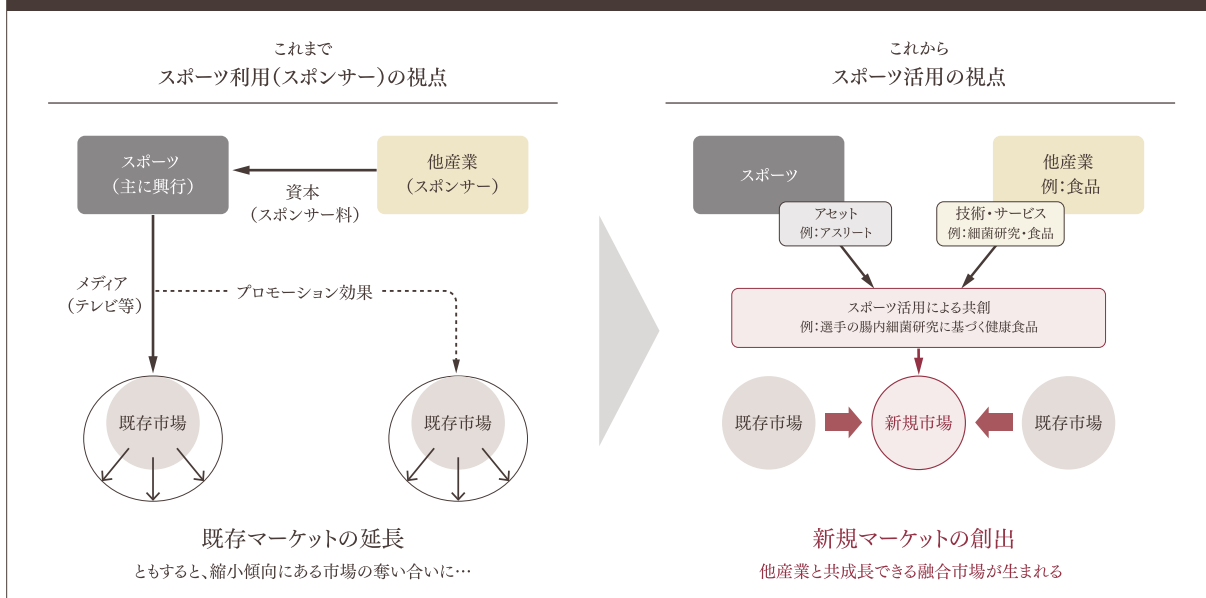 これまで
スポーツ利用(スポンサー)の視点
スポーツ
(主に興行)
他産業
(スポンサー)
資本
(スポンサー料)
メディア
(テレビ等)
プロモーション効果
既存市場
既存市場
既存マーケットの延長
ともすると、縮小傾向にある市場の奪い合いに…
これから
スポーツ活用の視点
スポーツ
他産業
例:食品
アセット
例:アスリート
技術・サービス
例:細菌研究・食品
スポーツ活用による共創
例:選手の腸内細菌研究に基づく健康食品
既存市場
新規市場
既存市場
新規マーケットの創出
他産業と共成長できる融合市場が生まれる